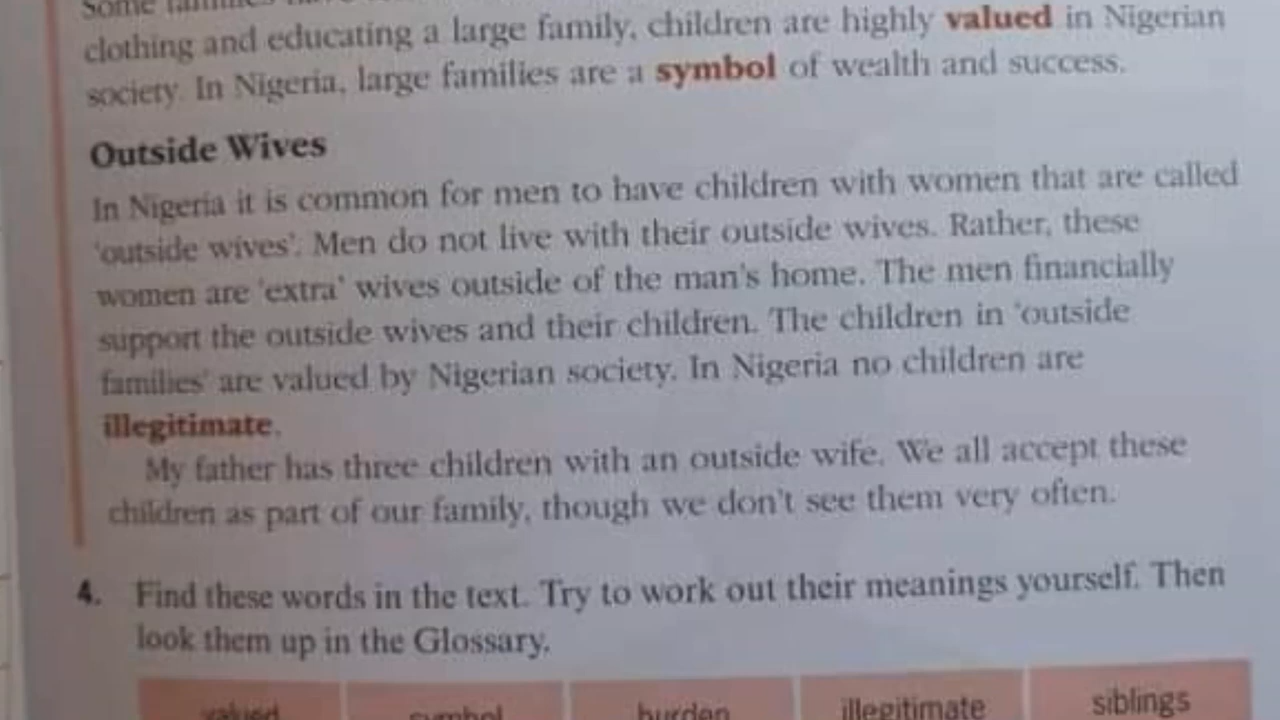 Some families have
clothing and educating a large family, children are highly valued in Nigerian
society. In Nigeria, large families are a symbol of wealth and success.
Outside Wives
In Nigeria it is common for men to have children with women that are called
'outside wives'. Men do not live with their outside wives. Rather, these
women are 'extra' wives outside of the man's home. The men financially
support the outside wives and their children. The children in 'outside
families' are valued by Nigerian society. In Nigeria no children are
illegitimate.
My father has three children with an outside wife. We all accept these
children as part of our family, though we don't see them very often.
4. Find these words in the text. Try to work out their meanings yourself. Then
look them up in the Glossary.
valued symbol burden illegitimate siblings